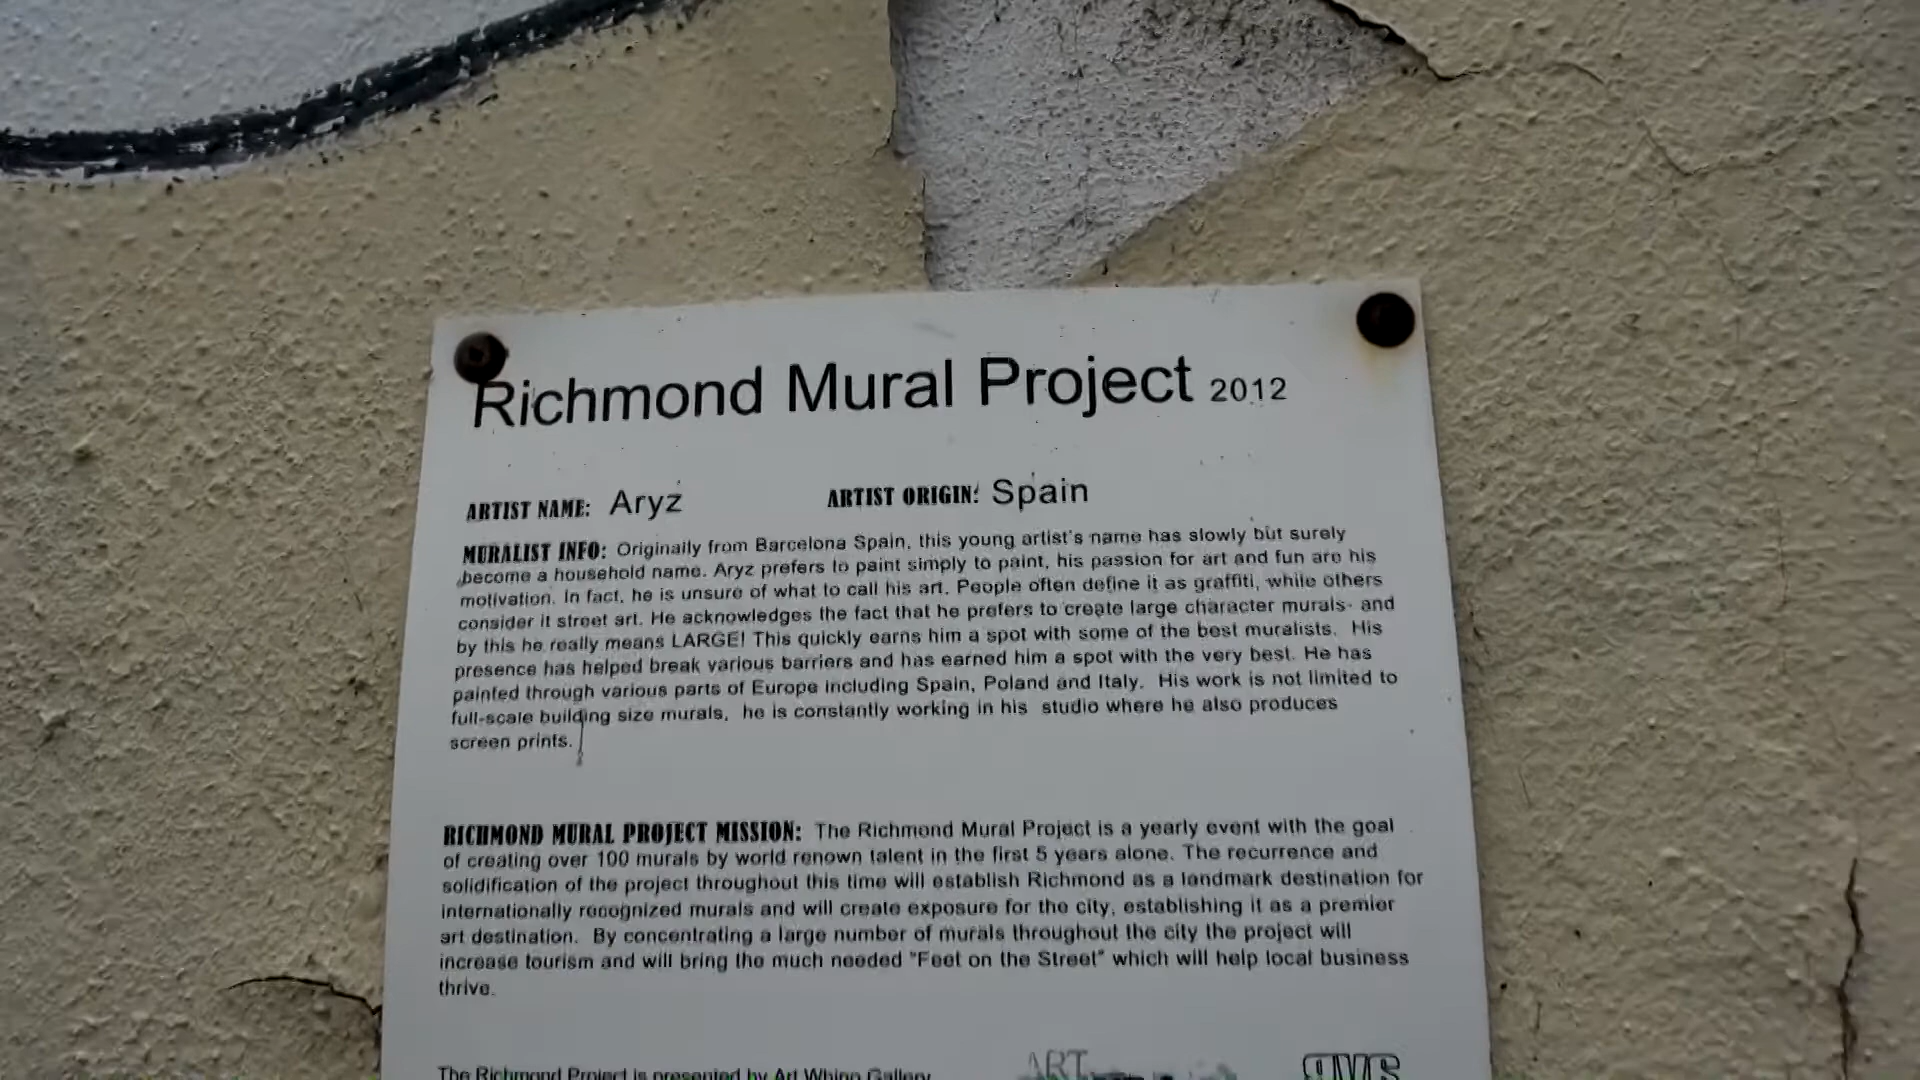 Richmond Mural Project 2012
ARTIST NAME: Aryz ARTIST ORIGIN: Spain
MURALIST INFO: Originally from Barcelona Spain, this young artist's name has slowly but surely
become a household name. Aryz prefers to paint simply to paint, his passion for art and fun are his
motivation. In fact, he is unsure of what to call his art. People often define it as graffiti, while others
consider it street art. He acknowledges the fact that he prefers to create large character murals- and
by this he really means LARGE! This quickly earns him a spot with some of the best muralists. His
presence has helped break various barriers and has earned him a spot with the very best. He has
painted through various parts of Europe including Spain, Poland and Italy. His work is not limited to
full-scale building size murals, he is constantly working in his studio where he also produces
screen prints.
RICHMOND MURAL PROJECT MISSION: The Richmond Mural Project is a yearly event with the goal
of creating over 100 murals by world renown talent in the first 5 years alone. The recurrence and
solidification of the project throughout this time will establish Richmond as a landmark destination for
internationally recognized murals and will create exposure for the city, establishing it as a premier
art destination. By concentrating a large number of murals throughout the city the project will
increase tourism and will bring the much needed "Feet on the Street" which will help local business
thrive.
The Richmond Project is presented by Art Whino Gallery
ART